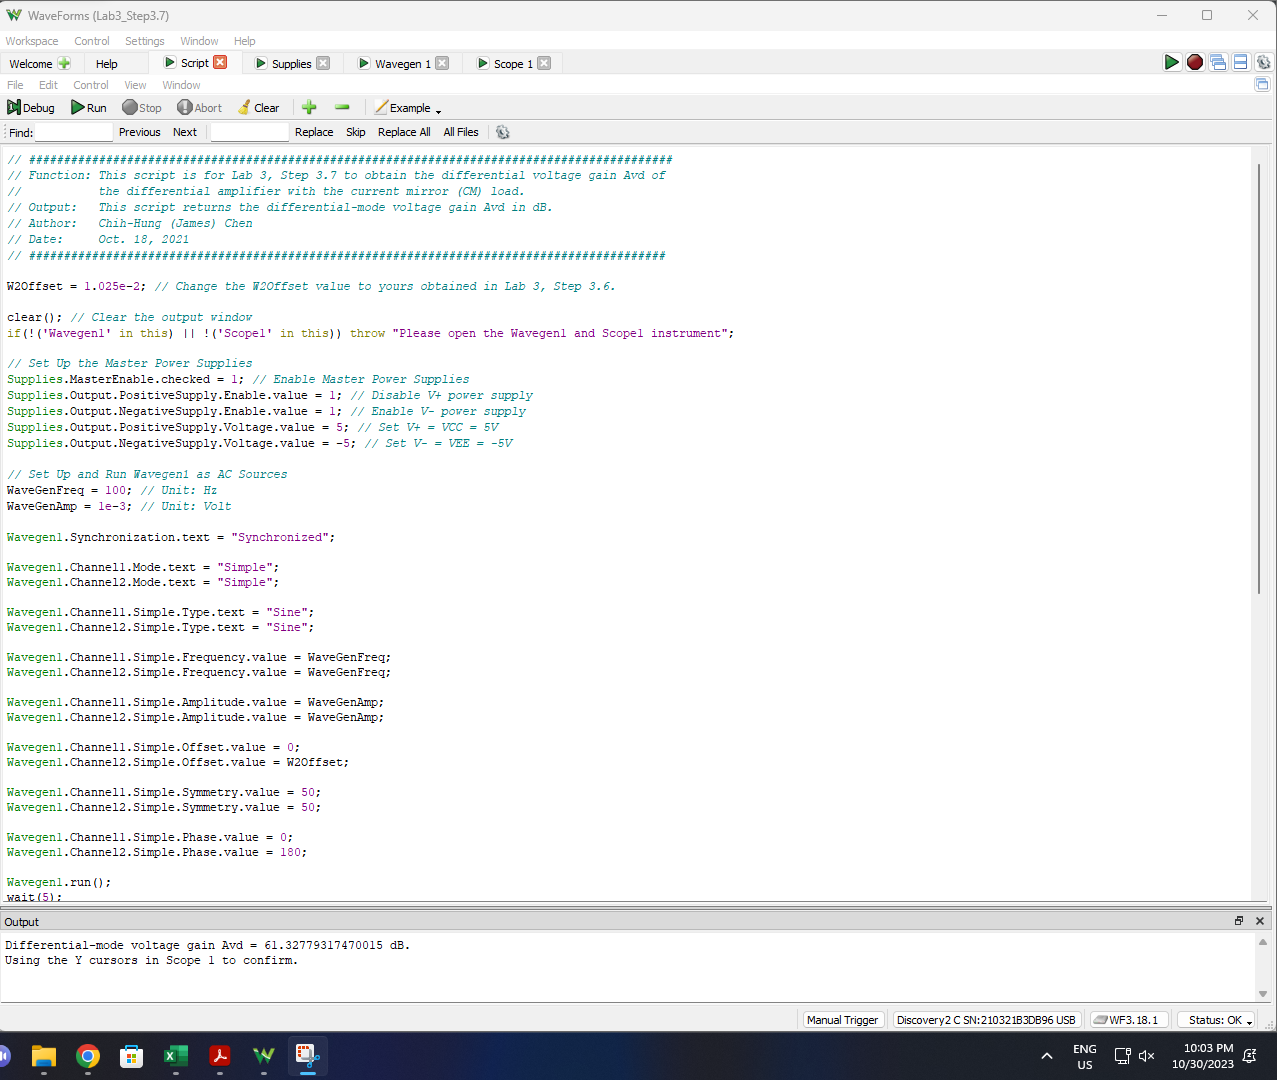 WaveForms (Lab3_Step3.7)
Workspace Control Settings Window Help
Welcome Help Script Supplies Wavegen 1 Scope 1
File Edit Control View Window
Debug Run Stop Abort Clear Example
Find: Previous Next Replace Skip Replace All All Files
// ############################################################################################
// Function: This script is for Lab 3, Step 3.7 to obtain the differential voltage gain Avd of
//           the differential amplifier with the current mirror (CM) load.
// Output:   This script returns the differential-mode voltage gain Avd in dB.
// Author:   Chih-Hung (James) Chen
// Date:     Oct. 18, 2021
// ###########################################################################################
W2Offset = 1.025e-2; // Change the W2Offset value to yours obtained in Lab 3, Step 3.6.
clear(); // Clear the output window
if(!('Wavegen1' in this) || !('Scope1' in this)) throw "Please open the Wavegen1 and Scope1 instrument";
// Set Up the Master Power Supplies
Supplies.MasterEnable.checked = 1; // Enable Master Power Supplies
Supplies.Output.PositiveSupply.Enable.value = 1; // Disable V+ power supply
Supplies.Output.NegativeSupply.Enable.value = 1; // Enable V- power supply
Supplies.Output.PositiveSupply.Voltage.value = 5; // Set V+ = VCC = 5V
Supplies.Output.NegativeSupply.Voltage.value = -5; // Set V- = VEE = -5V
// Set Up and Run Wavegen1 as AC Sources
WaveGenFreq = 100; // Unit: Hz
WaveGenAmp = 1e-3; // Unit: Volt
Wavegen1.Synchronization.text = "Synchronized";
Wavegen1.Channel1.Mode.text = "Simple";
Wavegen1.Channel2.Mode.text = "Simple";
Wavegen1.Channel1.Simple.Type.text = "Sine";
Wavegen1.Channel2.Simple.Type.text = "Sine";
Wavegen1.Channel1.Simple.Frequency.value = WaveGenFreq;
Wavegen1.Channel2.Simple.Frequency.value = WaveGenFreq;
Wavegen1.Channel1.Simple.Amplitude.value = WaveGenAmp;
Wavegen1.Channel2.Simple.Amplitude.value = WaveGenAmp;
Wavegen1.Channel1.Simple.Offset.value = 0;
Wavegen1.Channel2.Simple.Offset.value = W2Offset;
Wavegen1.Channel1.Simple.Symmetry.value = 50;
Wavegen1.Channel2.Simple.Symmetry.value = 50;
Wavegen1.Channel1.Simple.Phase.value = 0;
Wavegen1.Channel2.Simple.Phase.value = 180;
Wavegen1.run();
wait(5);
Output
Differential-mode voltage gain Avd = 61.32779317470015 dB.
Using the Y cursors in Scope 1 to confirm.
Manual Trigger Discovery2 C SN:210321B3DB96 USB WF3.18.1 Status: OK
ENG
US
10:03 PM
10/30/2023